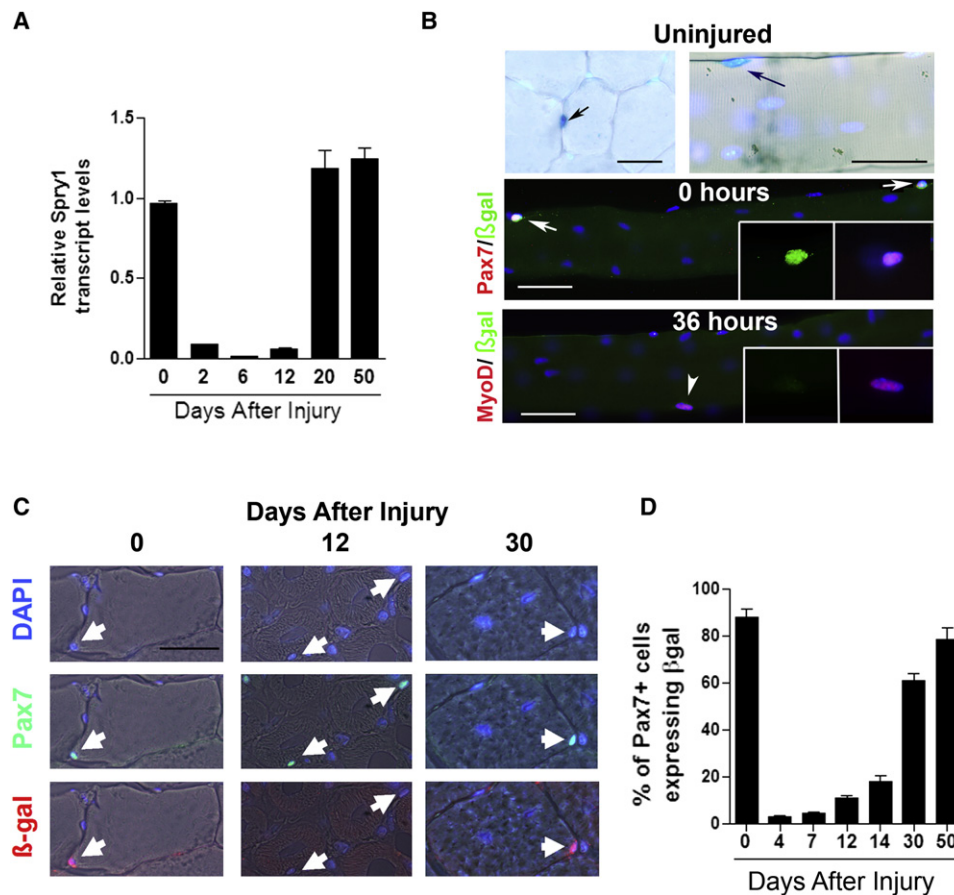 A
Relative Spry1
transcript levels
1.5
1.0
0.5
0.0
0 2 6 12 20 50
Days After Injury
B
Uninjured
0 hours
Pax7/ßgal
36 hours
MyoD/ ßgal
C
Days After Injury
0 12 30
DAPI
Pax7
ß-gal
D
% of Pax7+ cells
expressing βgal
100
80
60
40
20
0
0 4 7 12 14 30 50
Days After Injury